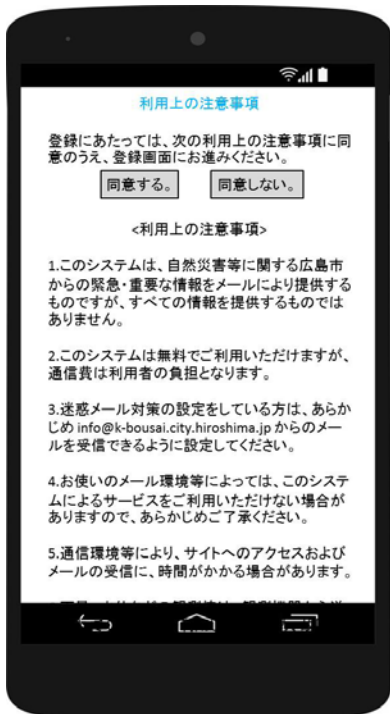 利用上の注意事項
登録にあたっては、次の利用上の注意事項に同
意のうえ、登録画面にお進みください。
同意する。 同意しない。
<利用上の注意事項>
1.このシステムは、自然災害等に関する広島市
からの緊急・重要な情報をメールにより提供する
ものですが、すべての情報を提供するものでは
ありません。
2.このシステムは無料でご利用いただけますが、
通信費は利用者の負担となります。
3.迷惑メール対策の設定をしている方は、あらか
じめ info@k-bousai.city.hiroshima.jp からのメー
ルを受信できるように設定してください。
4.お使いのメール環境等によっては、このシステ
ムによるサービスをご利用いただけない場合が
ありますので、あらかじめご了承ください。
5.通信環境等により、サイトへのアクセスおよび
メールの受信に、時間がかかる場合があります。